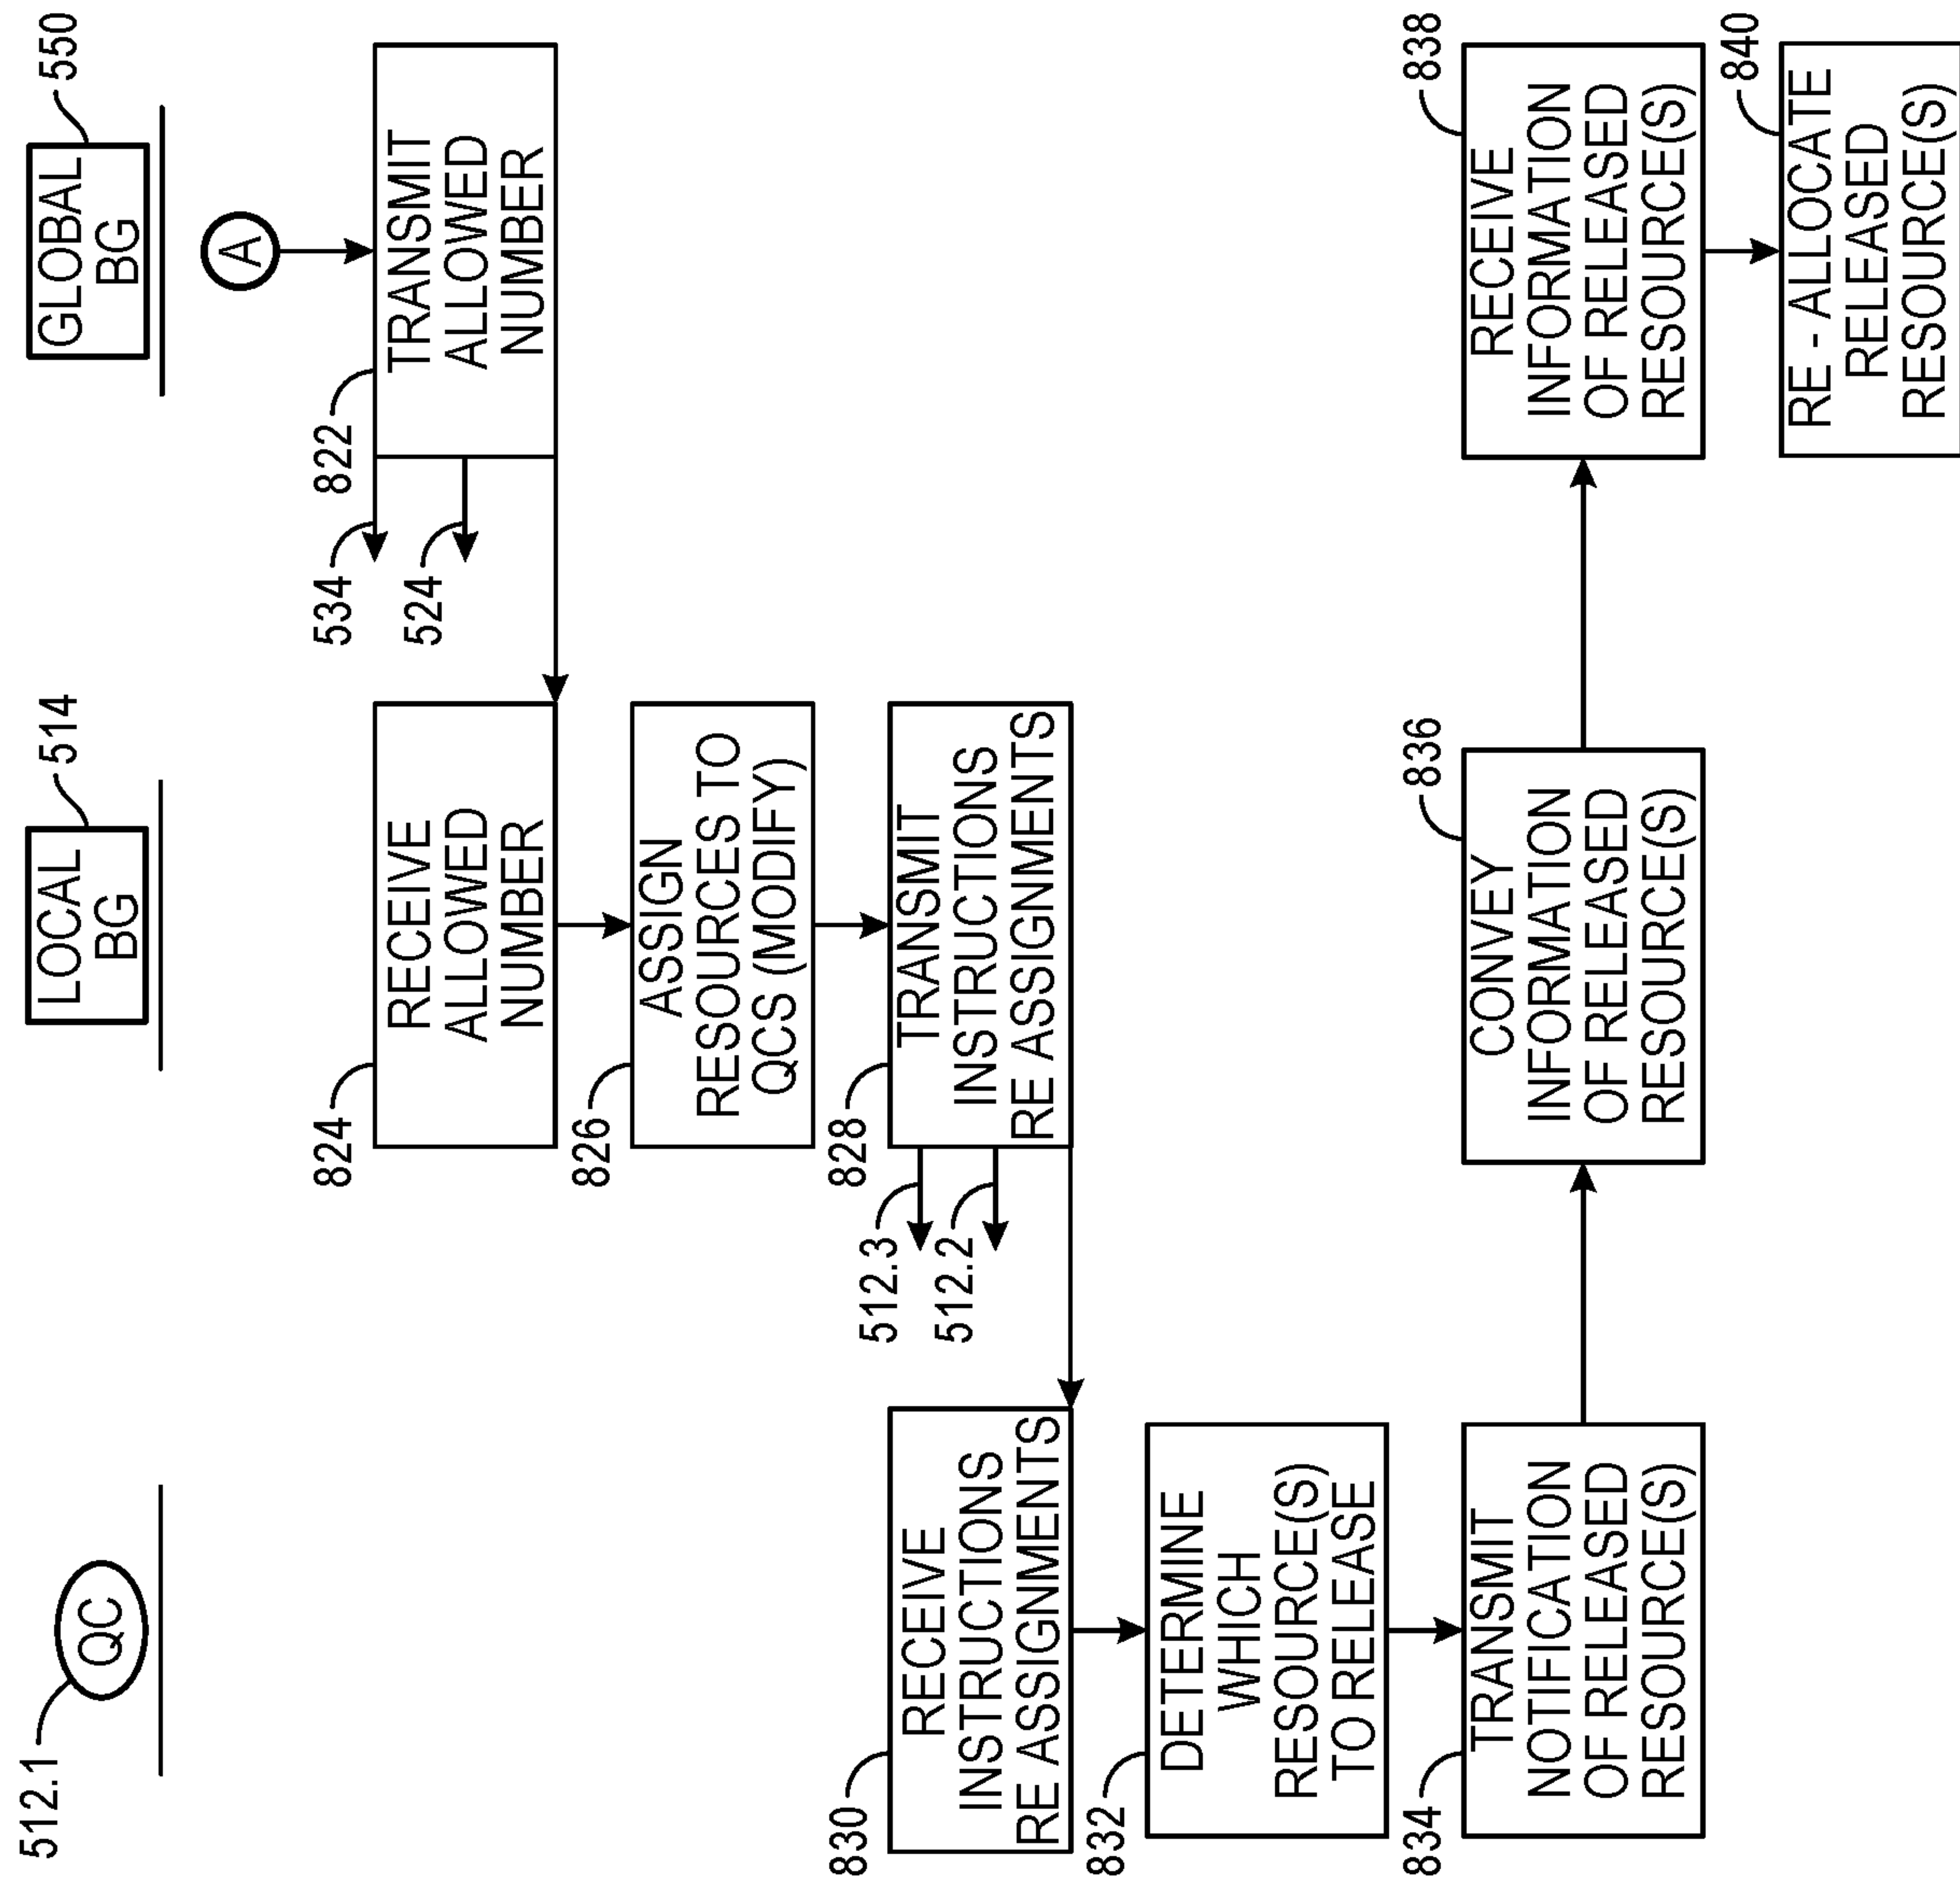 512.1
QC
LOCAL
BG
514
GLOBAL
BG
550
A
822
TRANSMIT
ALLOWED
NUMBER
534
524
824
RECEIVE
ALLOWED
NUMBER
826
ASSIGN
RESOURCES TO
QCS (MODIFY)
828
TRANSMIT
INSTRUCTIONS
RE ASSIGNMENTS
512.3
512.2
830
RECEIVE
INSTRUCTIONS
RE ASSIGNMENTS
832
DETERMINE
WHICH
RESOURCE(S)
TO RELEASE
834
TRANSMIT
NOTIFICATION
OF RELEASED
RESOURCE(S)
836
CONVEY
INFORMATION
OF RELEASED
RESOURCE(S)
838
RECEIVE
INFORMATION
OF RELEASED
RESOURCE(S)
840
RE - ALLOCATE
RELEASED
RESOURCE(S)